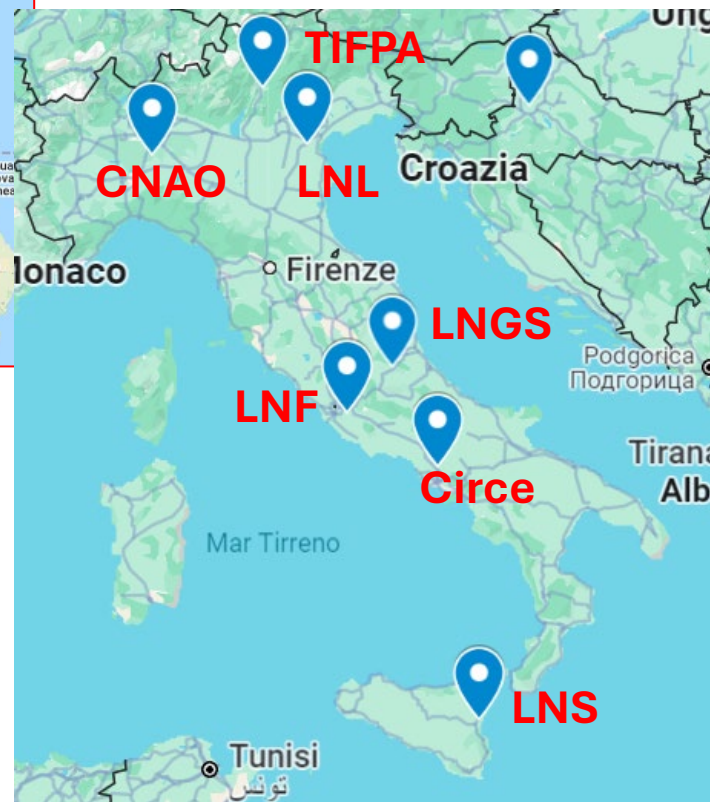 Ung
TIFPA
CNAO
LNL
Croazia
Monaco
Firenze
LNGS
Podgorica
Подгорица
LNF
Tirana
Alb
Circe
Mar Tirreno
LNS
Tunisi
تونس